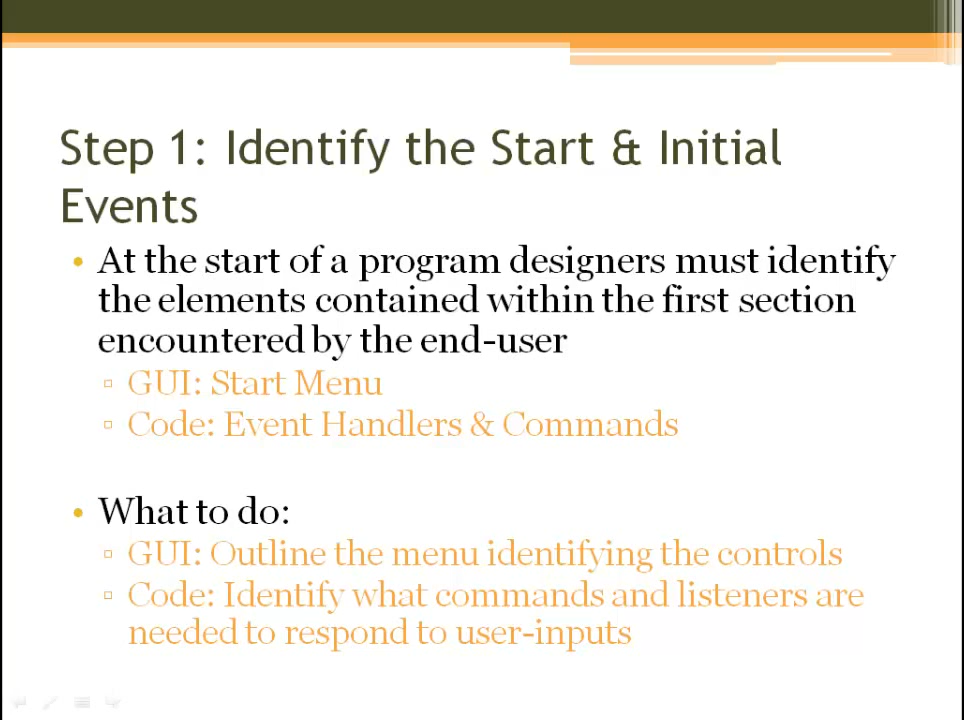 Step 1: Identify the Start & Initial
Events
• At the start of a program designers must identify
the elements contained within the first section
encountered by the end-user
▫ GUI: Start Menu
▫ Code: Event Handlers & Commands
• What to do:
▫ GUI: Outline the menu identifying the controls
▫ Code: Identify what commands and listeners are
needed to respond to user-inputs